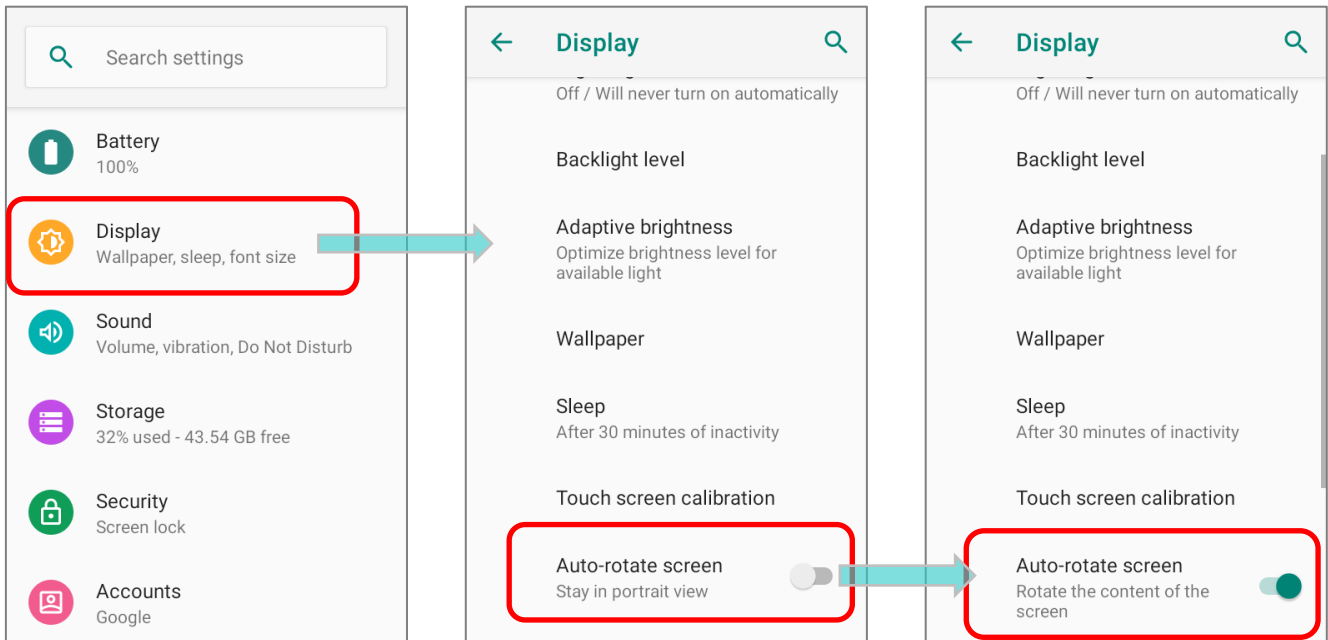 Search settings
Battery
100%
Display
Wallpaper, sleep, font size
Sound
Volume, vibration, Do Not Disturb
Storage
32% used - 43.54 GB free
Security
Screen lock
Accounts
Google
Display
Off / Will never turn on automatically
Backlight level
Adaptive brightness
Optimize brightness level for
available light
Wallpaper
Sleep
After 30 minutes of inactivity
Touch screen calibration
Auto-rotate screen
Stay in portrait view
Display
Off / Will never turn on automatically
Backlight level
Adaptive brightness
Optimize brightness level for
available light
Wallpaper
Sleep
After 30 minutes of inactivity
Touch screen calibration
Auto-rotate screen
Rotate the content of the
screen